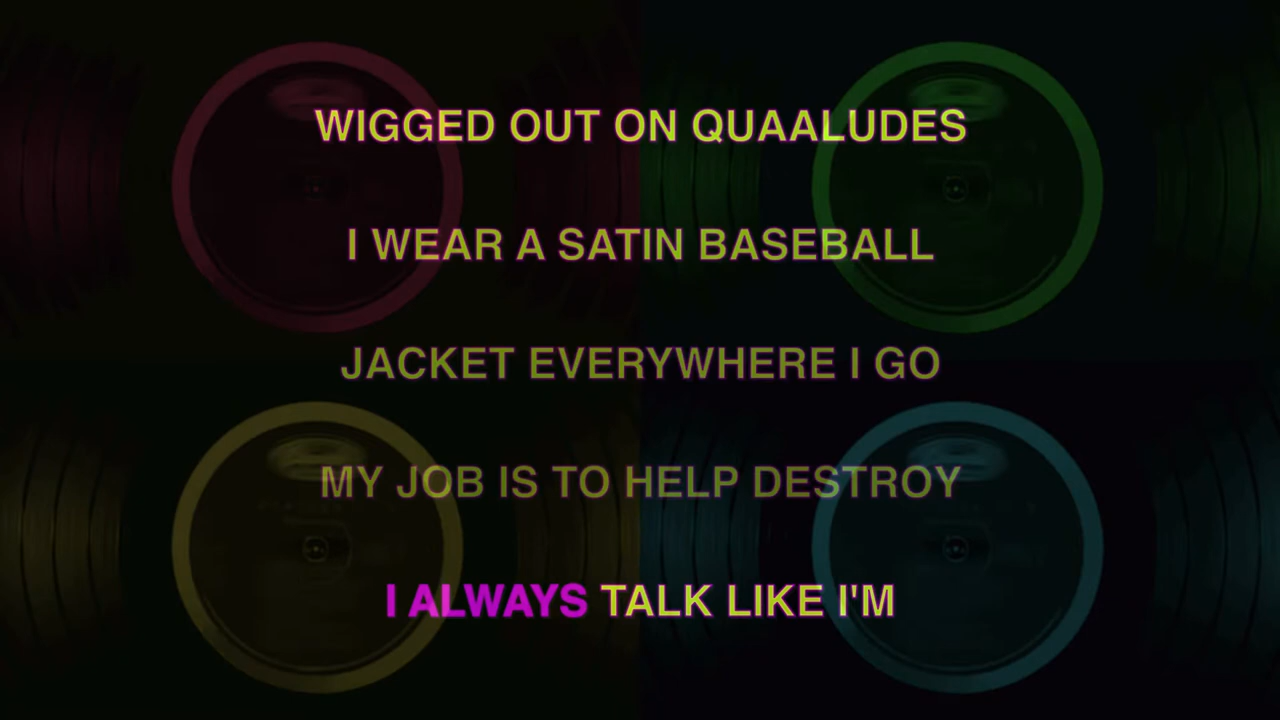 WIGGED OUT ON QUAALUDES
I WEAR A SATIN BASEBALL
JACKET EVERYWHERE I GO
MY JOB IS TO HELP DESTROY
I ALWAYS TALK LIKE I'M